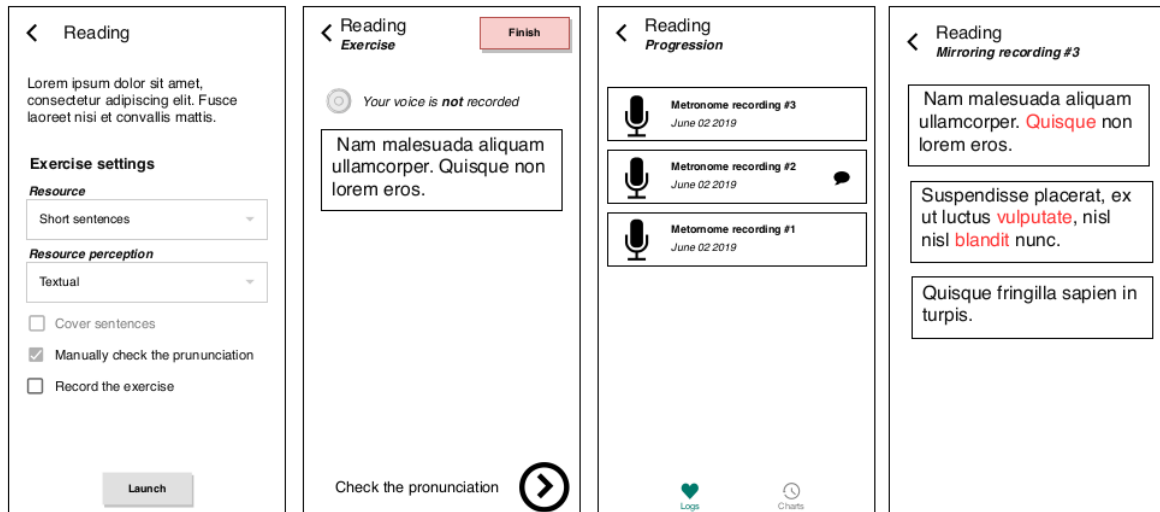 Reading
Lorem ipsum dolor sit amet,
consectetur adipiscing elit. Fusce
laoreet nisi et convallis mattis.
Exercise settings
Resource
Short sentences
Resource perception
Textual
Cover sentences
Manually check the prununciation
Record the exercise
Launch
Reading
Exercise
Finish
Your voice is not recorded
Nam malesuada aliquam
ullamcorper. Quisque non
lorem eros.
Check the pronunciation
Reading
Progression
Metronome recording #3
June 02 2019
Metronome recording #2
June 02 2019
Metornome recording #1
June 02 2019
Logs
Charts
Reading
Mirroring recording #3
Nam malesuada aliquam
ullamcorper. Quisque non
lorem eros.
Suspendisse placerat, ex
ut luctus vulputate, nisl
nisl blandit nunc.
Quisque fringilla sapien in
turpis.